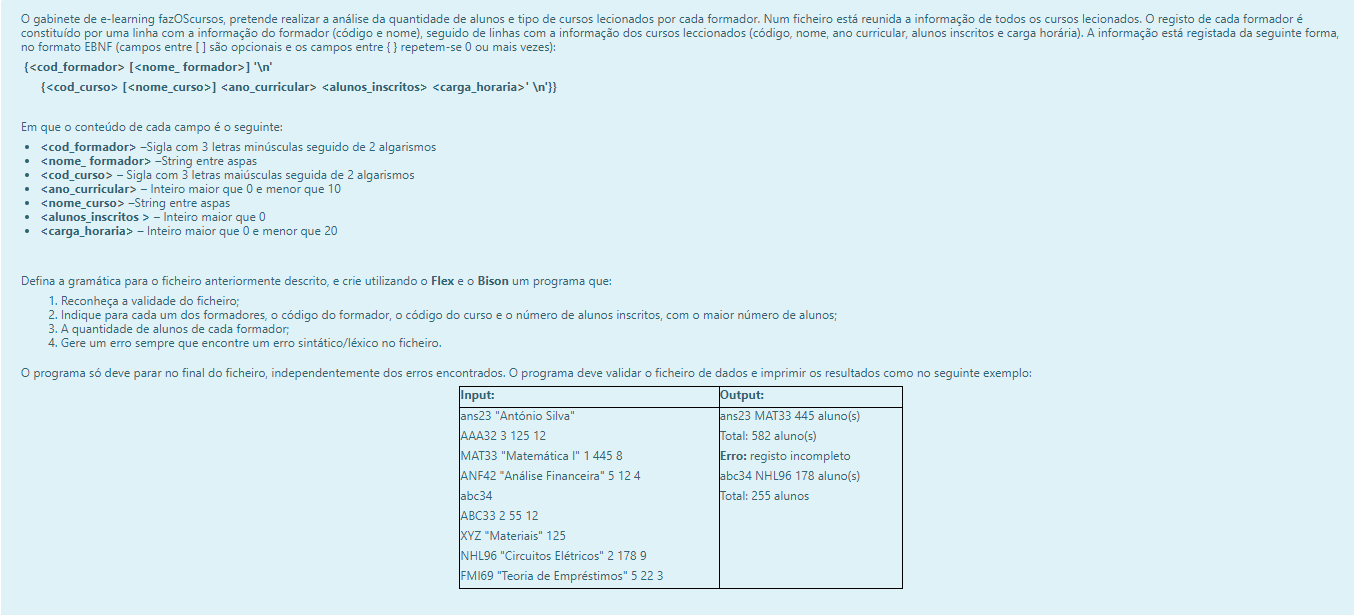 O gabinete de e-learning fazOScursos, pretende realizar a análise da quantidade de alunos e tipo de cursos lecionados por cada formador. Num ficheiro está reunida a informação de todos os cursos lecionados. O registo de cada formador é
constituído por uma linha com a informação do formador (código e nome), seguido de linhas com a informação dos cursos leccionados (código, nome, ano curricular, alunos inscritos e carga horária). A informação está registada da seguinte forma,
no formato EBNF (campos entre [ ] são opcionais e os campos entre { } repetem-se 0 ou mais vezes):
{<cod_formador> [<nome_ formador>] '\n'
{<cod_curso> [<nome_curso>] <ano_curricular> <alunos_inscritos> <carga_horaria>' \n'}}
Em que o conteúdo de cada campo é o seguinte:
• <cod_formador> –Sigla com 3 letras minúsculas seguido de 2 algarismos
• <nome_ formador> –String entre aspas
• <cod_curso> – Sigla com 3 letras maiúsculas seguida de 2 algarismos
• <ano_curricular> – Inteiro maior que 0 e menor que 10
• <nome_curso> –String entre aspas
• <alunos_inscritos > – Inteiro maior que 0
• <carga_horaria> – Inteiro maior que 0 e menor que 20
Defina a gramática para o ficheiro anteriormente descrito, e crie utilizando o Flex e o Bison um programa que:
1. Reconheça a validade do ficheiro;
2. Indique para cada um dos formadores, o código do formador, o código do curso e o número de alunos inscritos, com o maior número de alunos;
3. A quantidade de alunos de cada formador;
4. Gere um erro sempre que encontre um erro sintático/léxico no ficheiro.
O programa só deve parar no final do ficheiro, independentemente dos erros encontrados. O programa deve validar o ficheiro de dados e imprimir os resultados como no seguinte exemplo:
Input: Output:
ans23 "António Silva" ans23 MAT33 445 aluno(s)
AAA32 3 125 12 Total: 582 aluno(s)
MAT33 "Matemática I" 1 445 8 Erro: registo incompleto
ANF42 "Análise Financeira" 5 12 4 abc34 NHL96 178 aluno(s)
abc34 Total: 255 alunos
ABC33 2 55 12
XYZ "Materiais" 125
NHL96 "Circuitos Elétricos" 2 178 9
FMI69 "Teoria de Empréstimos" 5 22 3